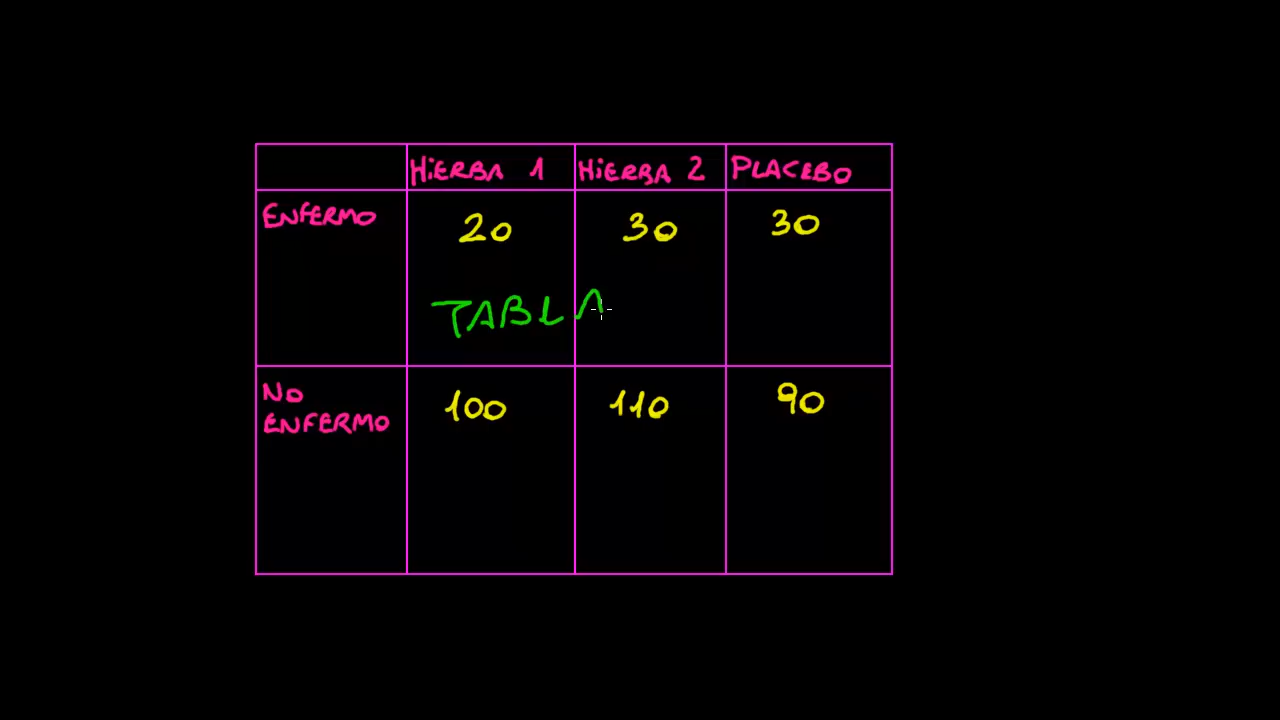 HIERBA 1 HIERBA 2 PLACEBO
ENFERMO 20 30 30
TABLA
NO
ENFERMO 100 110 90